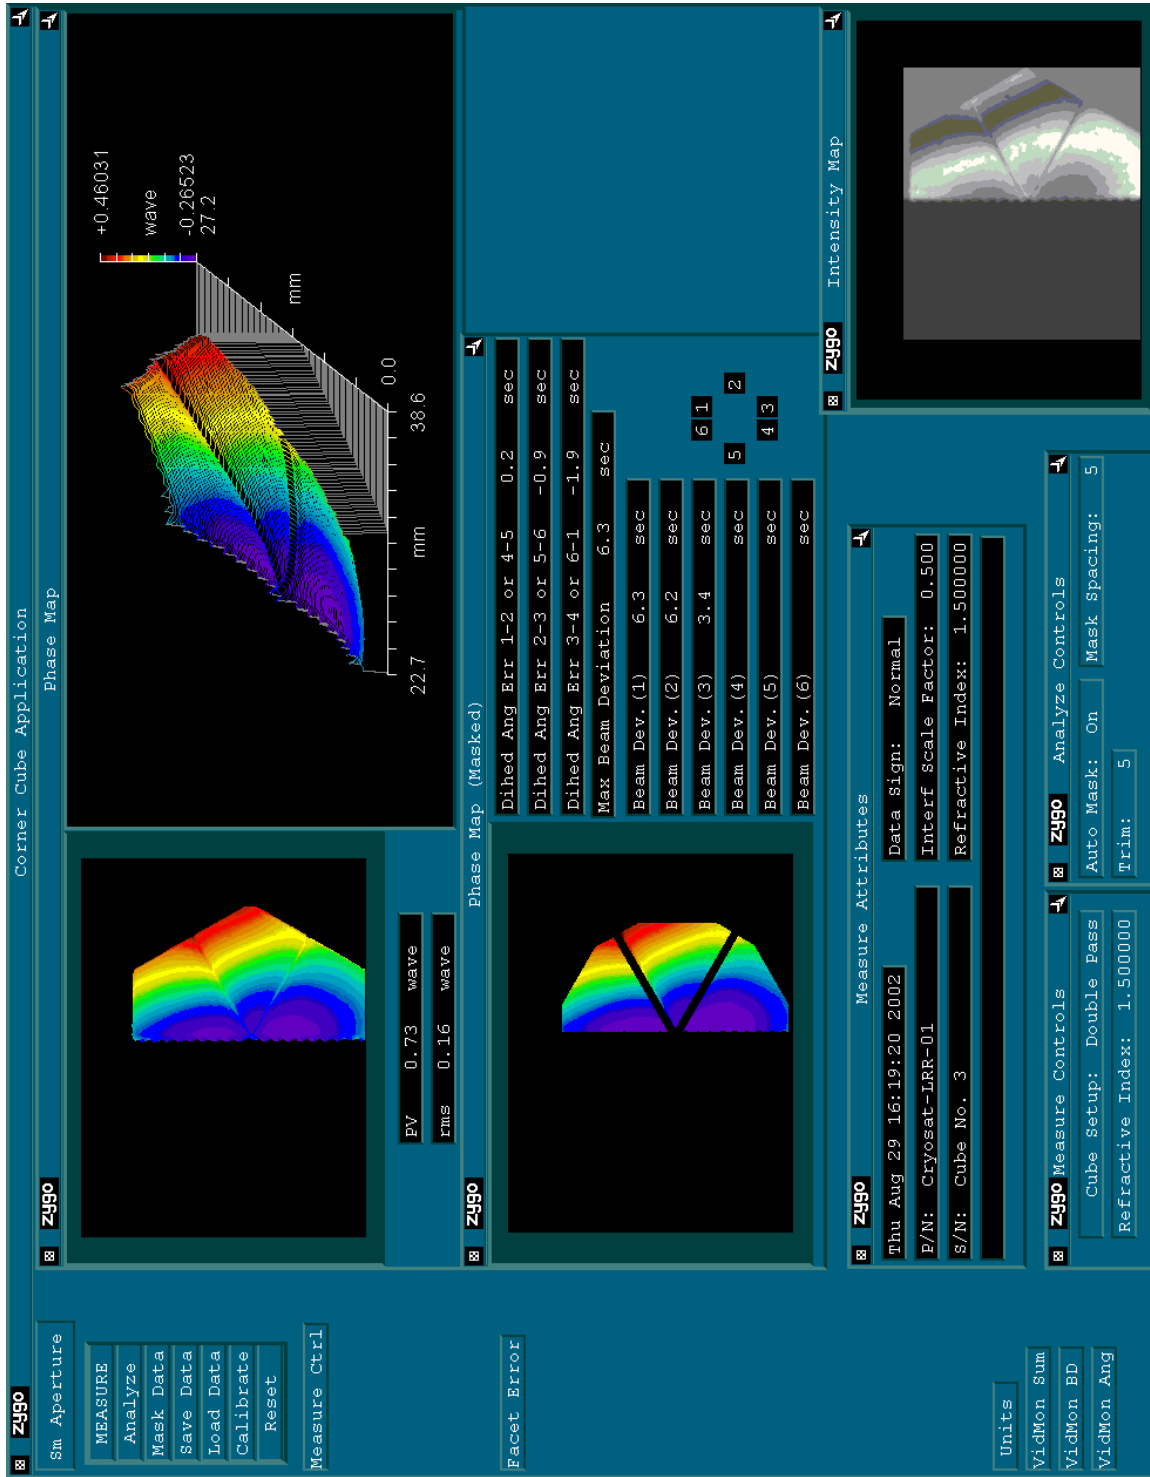 zygo
Corner Cube Application
Sm Aperture
MEASURE
Analyze
Mask Data
Save Data
Load Data
Calibrate
Reset
Measure Ctrl
Facet Error
Units
VidMon Sum
VidMon BD
VidMon Ang
zygo
Phase Map
PV 0.73 wave
rms 0.16 wave
+0.46031
wave
-0.26523
27.2
mm
0.0
38.6
mm
22.7
zygo
Phase Map (Masked)
Dihed Ang Err 1-2 or 4-5 0.2 sec
Dihed Ang Err 2-3 or 5-6 -0.9 sec
Dihed Ang Err 3-4 or 6-1 -1.9 sec
Max Beam Deviation 6.3 sec
Beam Dev.(1) 6.3 sec
Beam Dev.(2) 6.2 sec
Beam Dev.(3) 3.4 sec
Beam Dev.(4) sec
Beam Dev.(5) sec
Beam Dev.(6) sec
6 1
5 2
4 3
zygo
Measure Attributes
Thu Aug 29 16:19:20 2002
Data Sign: Normal
P/N: Cryosat-LRR-01
Interf Scale Factor: 0.500
S/N: Cube No. 3
Refractive Index: 1.500000
zygo
Intensity Map
zygo
Measure Controls
Cube Setup: Double Pass
Refractive Index: 1.500000
zygo
Analyze Controls
Auto Mask: On
Mask Spacing: 5
Trim: 5